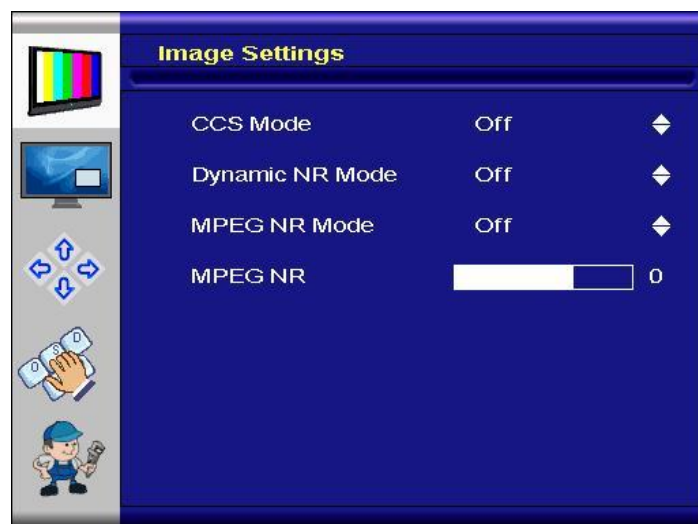 Image Settings
CCS Mode Off
Dynamic NR Mode Off
MPEG NR Mode Off
MPEG NR 0
O S D